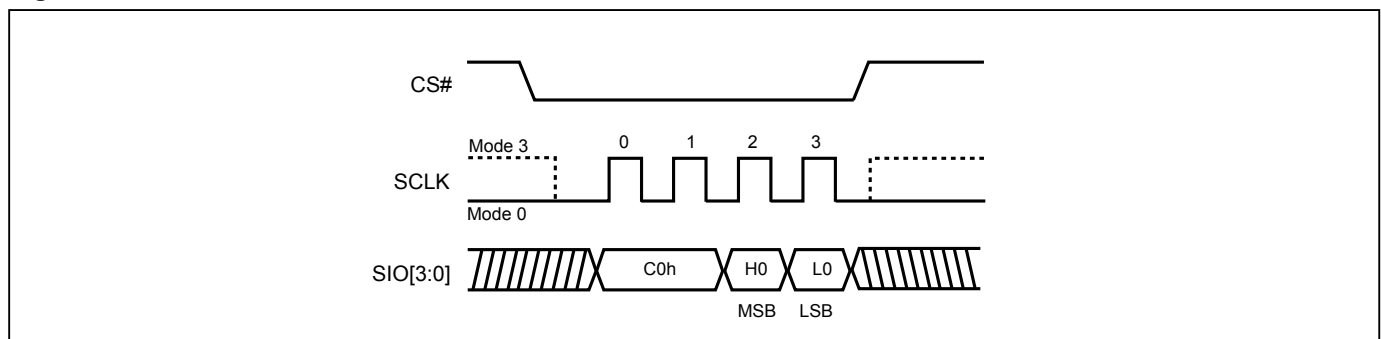 CS#
Mode 3
0 1 2 3
SCLK
Mode 0
SIO[3:0]
C0h H0 L0
MSB LSB